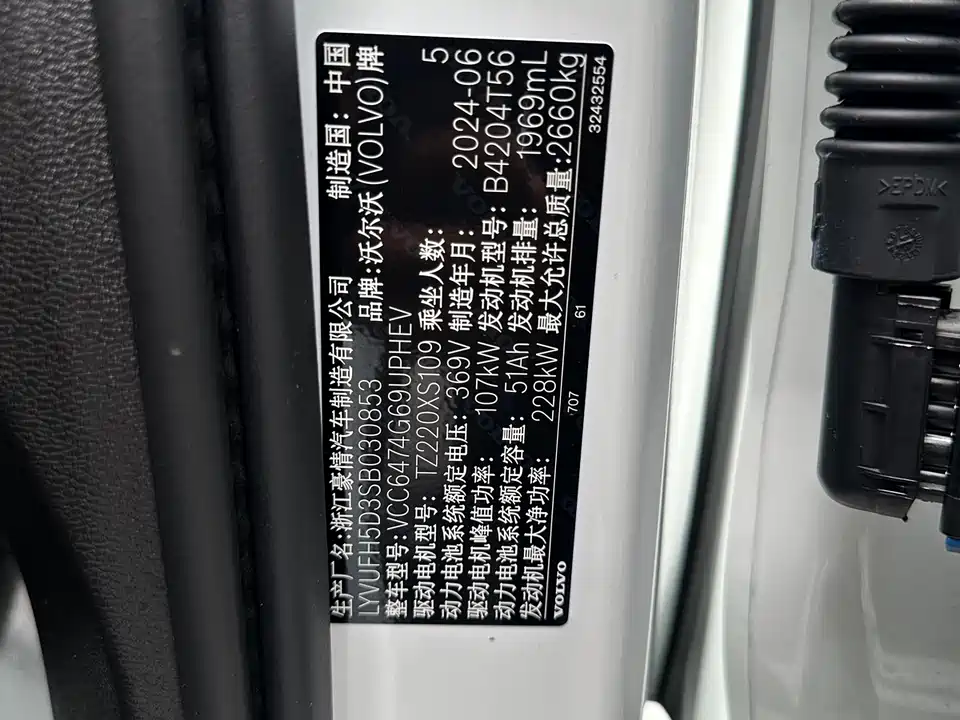 生产厂名:浙江豪情汽车制造有限公司 制造国: 中国
LYVUFH5D3SB030853 品牌:沃尔沃(VOLVO)牌
整车型号:VCC6474G69UPHEV
驱动电机型号: TZ220XS109 乘坐人数: 5
动力电池系统额定电压: 369V 制造年月: 2024-06
驱动电机峰值功率: 107kW 发动机型号: B4204T56
动力电池系统额定容量: 51Ah 发动机排量: 1969mL
发动机最大净功率: 228kW 最大允许总质量:2660kg
VOLVO 707 61 32432554
>EPDM<